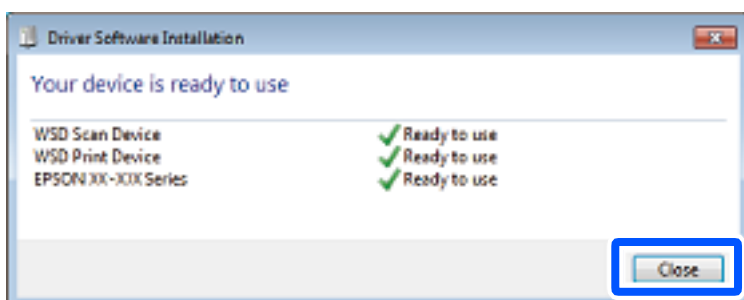 Driver Software Installation
Your device is ready to use
WSD Scan Device Ready to use
WSD Print Device Ready to use
EPSON XX-XXX Series Ready to use
Close